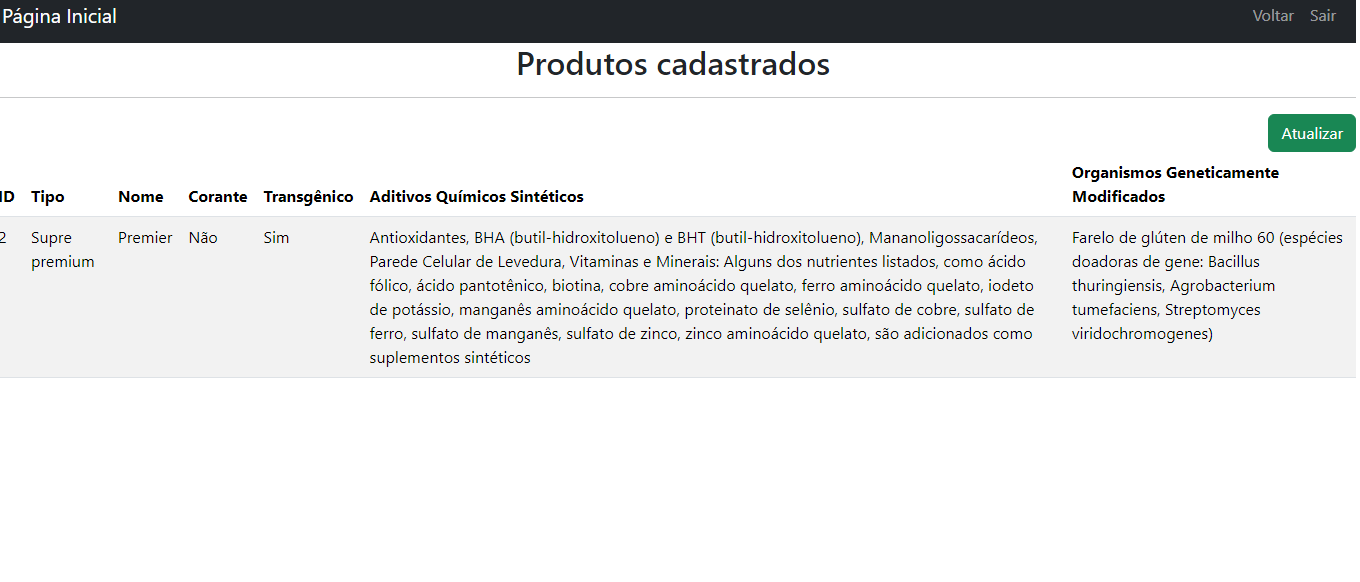 Página Inicial
Voltar Sair
Produtos cadastrados
Atualizar
ID Tipo Nome Corante Transgênico Aditivos Químicos Sintéticos Organismos Geneticamente
Modificados
2 Supre
premium
Premier Não Sim
Antioxidantes, BHA (butil-hidroxitolueno) e BHT (butil-hidroxitolueno), Mananoligossacarídeos,
Parede Celular de Levedura, Vitaminas e Minerais: Alguns dos nutrientes listados, como ácido
fólico, ácido pantotênico, biotina, cobre aminoácido quelato, ferro aminoácido quelato, iodeto
de potássio, manganês aminoácido quelato, proteinato de selênio, sulfato de cobre, sulfato de
ferro, sulfato de manganês, sulfato de zinco, zinco aminoácido quelato, são adicionados como
suplementos sintéticos
Farelo de glúten de milho 60 (espécies
doadoras de gene: Bacillus
thuringiensis, Agrobacterium
tumefaciens, Streptomyces
viridochromogenes)